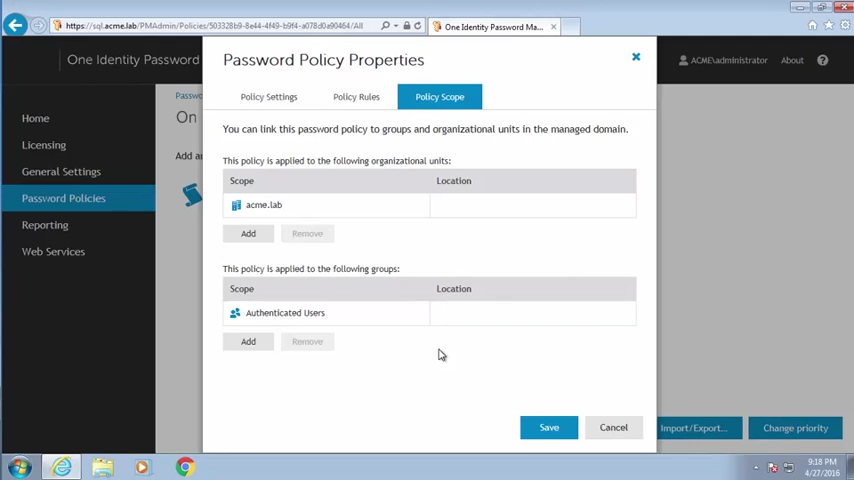 https://sql.acme.lab/PMAdmin/Policies/503328b9-8e44-4f49-b9f4-a078d0a90464/All
One Identity Password Ma...
One Identity Password
ACME\administrator
About
Password Policy Properties
Policy Settings
Policy Rules
Policy Scope
Home
Licensing
General Settings
Password Policies
Reporting
Web Services
Passwo
On
Add a
You can link this password policy to groups and organizational units in the managed domain.
This policy is applied to the following organizational units:
Scope
Location
acme.lab
Add
Remove
This policy is applied to the following groups:
Scope
Location
Authenticated Users
Add
Remove
Save
Cancel
Import/Export...
Change priority
9:18 PM
4/27/2016